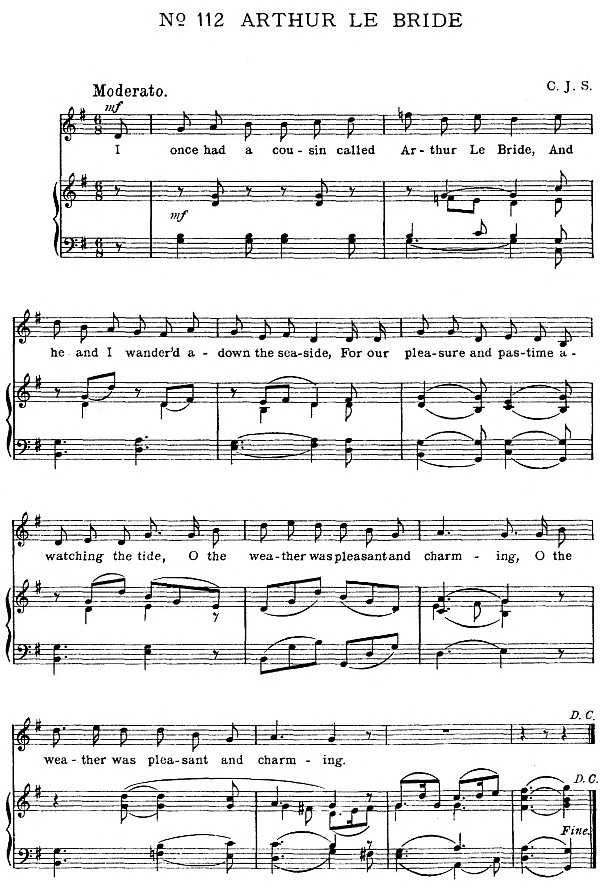 No 112 ARTHUR LE BRIDE
Moderato.
C. J. S.
mf
I once had a cou-sin called Ar-thur Le Bride, And
mf
he and I wander'd a-down the sea-side, For our plea-sure and pas-time a-
watching the tide, O the wea-ther was pleasant and charm-ing, O the
D. C.
wea-ther was plea-sant and charm-ing.
D. C.
Fine.